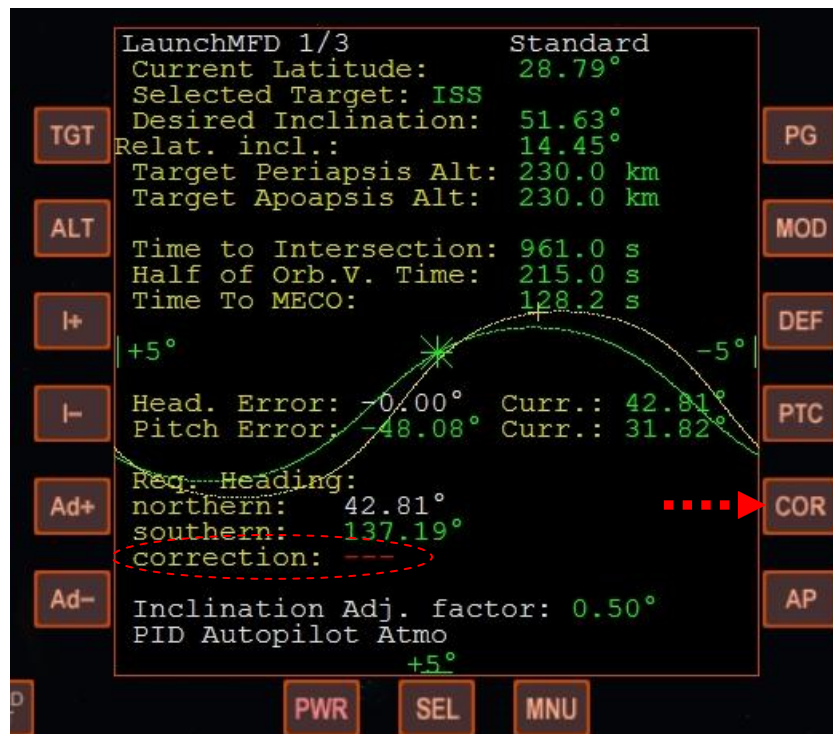 LaunchMFD 1/3 Standard
Current Latitude: 28.79°
Selected Target: ISS
TGT Desired Inclination: 51.63° PG
Relat. incl.: 14.45°
Target Periapsis Alt: 230.0 km
Target Apoapsis Alt: 230.0 km
ALT MOD
Time to Intersection: 961.0 s
Half of Orb.V. Time: 215.0 s
Time To MECO: 128.2 s
I+ DEF
+5° -5°
Head. Error: -0.00° Curr.: 42.81°
I- PTC
Pitch Error: -48.08° Curr.: 31.82°
Req. Heading:
Ad+ northern: 42.81° COR
southern: 137.19°
correction: ---
Ad- AP
Inclination Adj. factor: 0.50°
PID Autopilot Atmo
+5°
D PWR SEL MNU